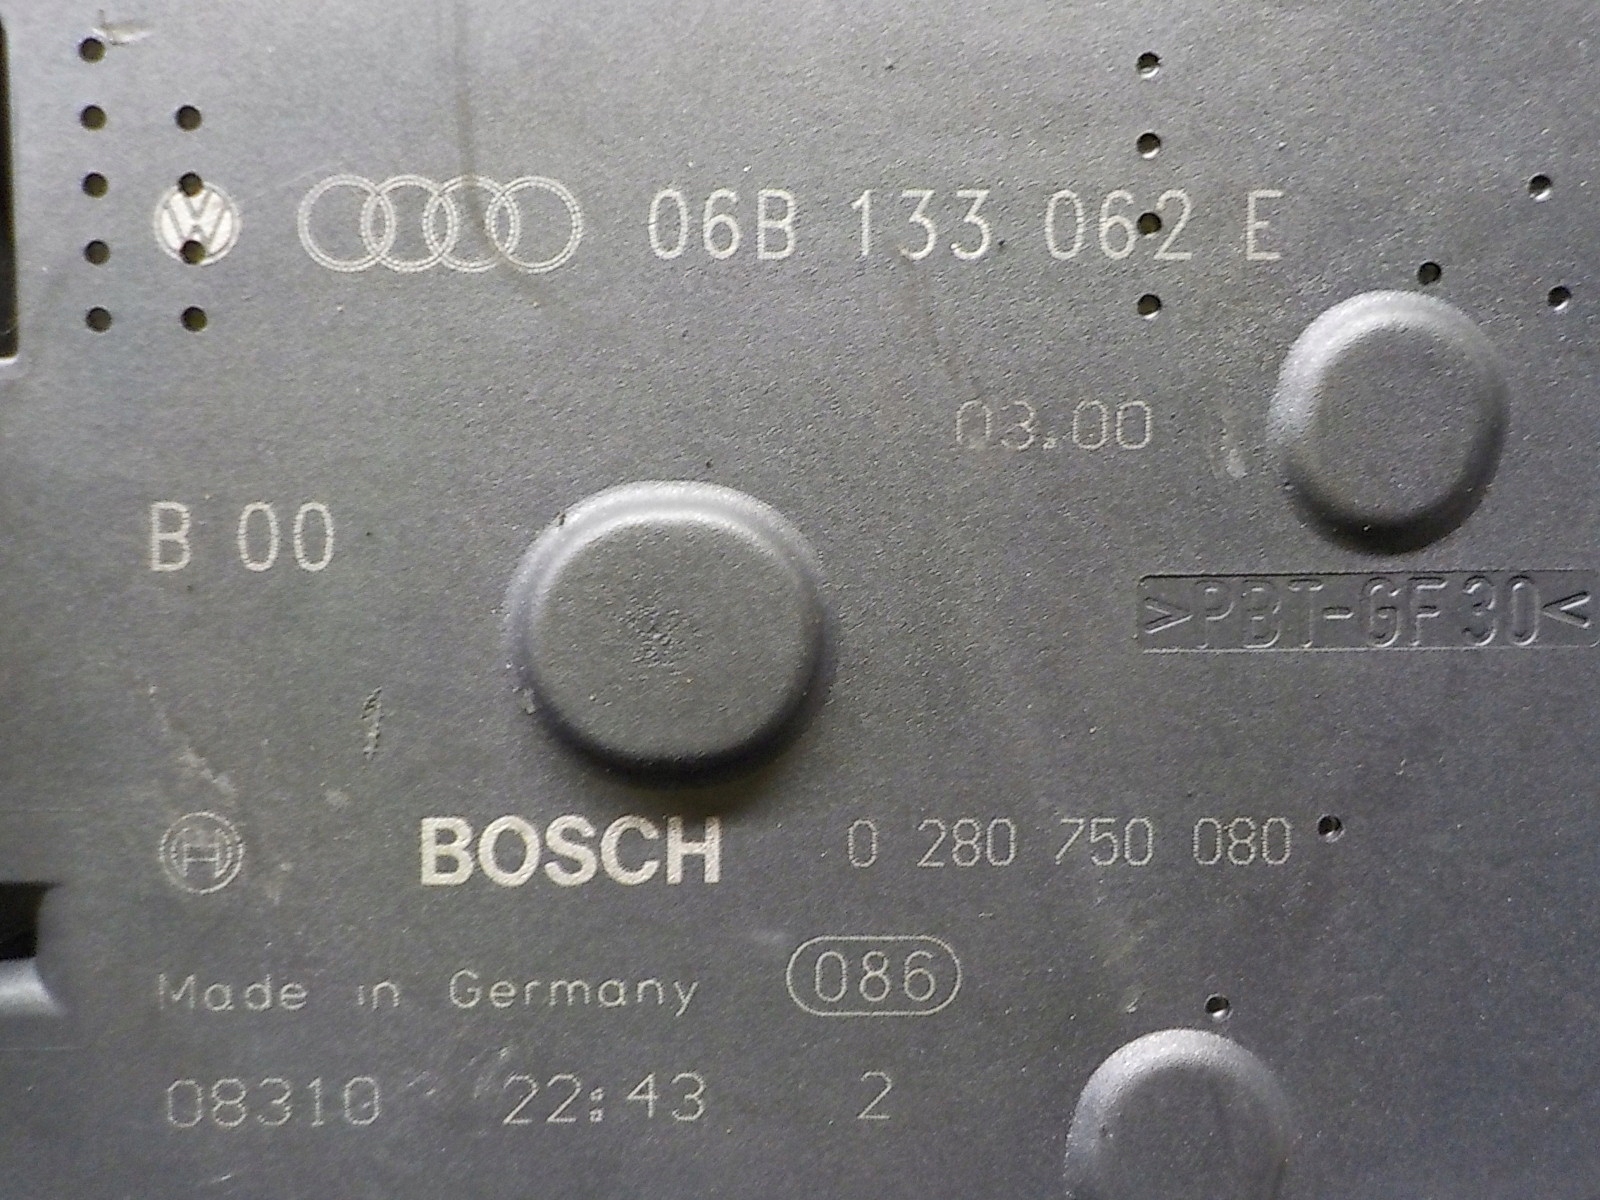 06B 133 062 E
03.00
B 00
>PBT-GF30<
BOSCH 0 280 750 080
Made in Germany 086
08310 22:43 2